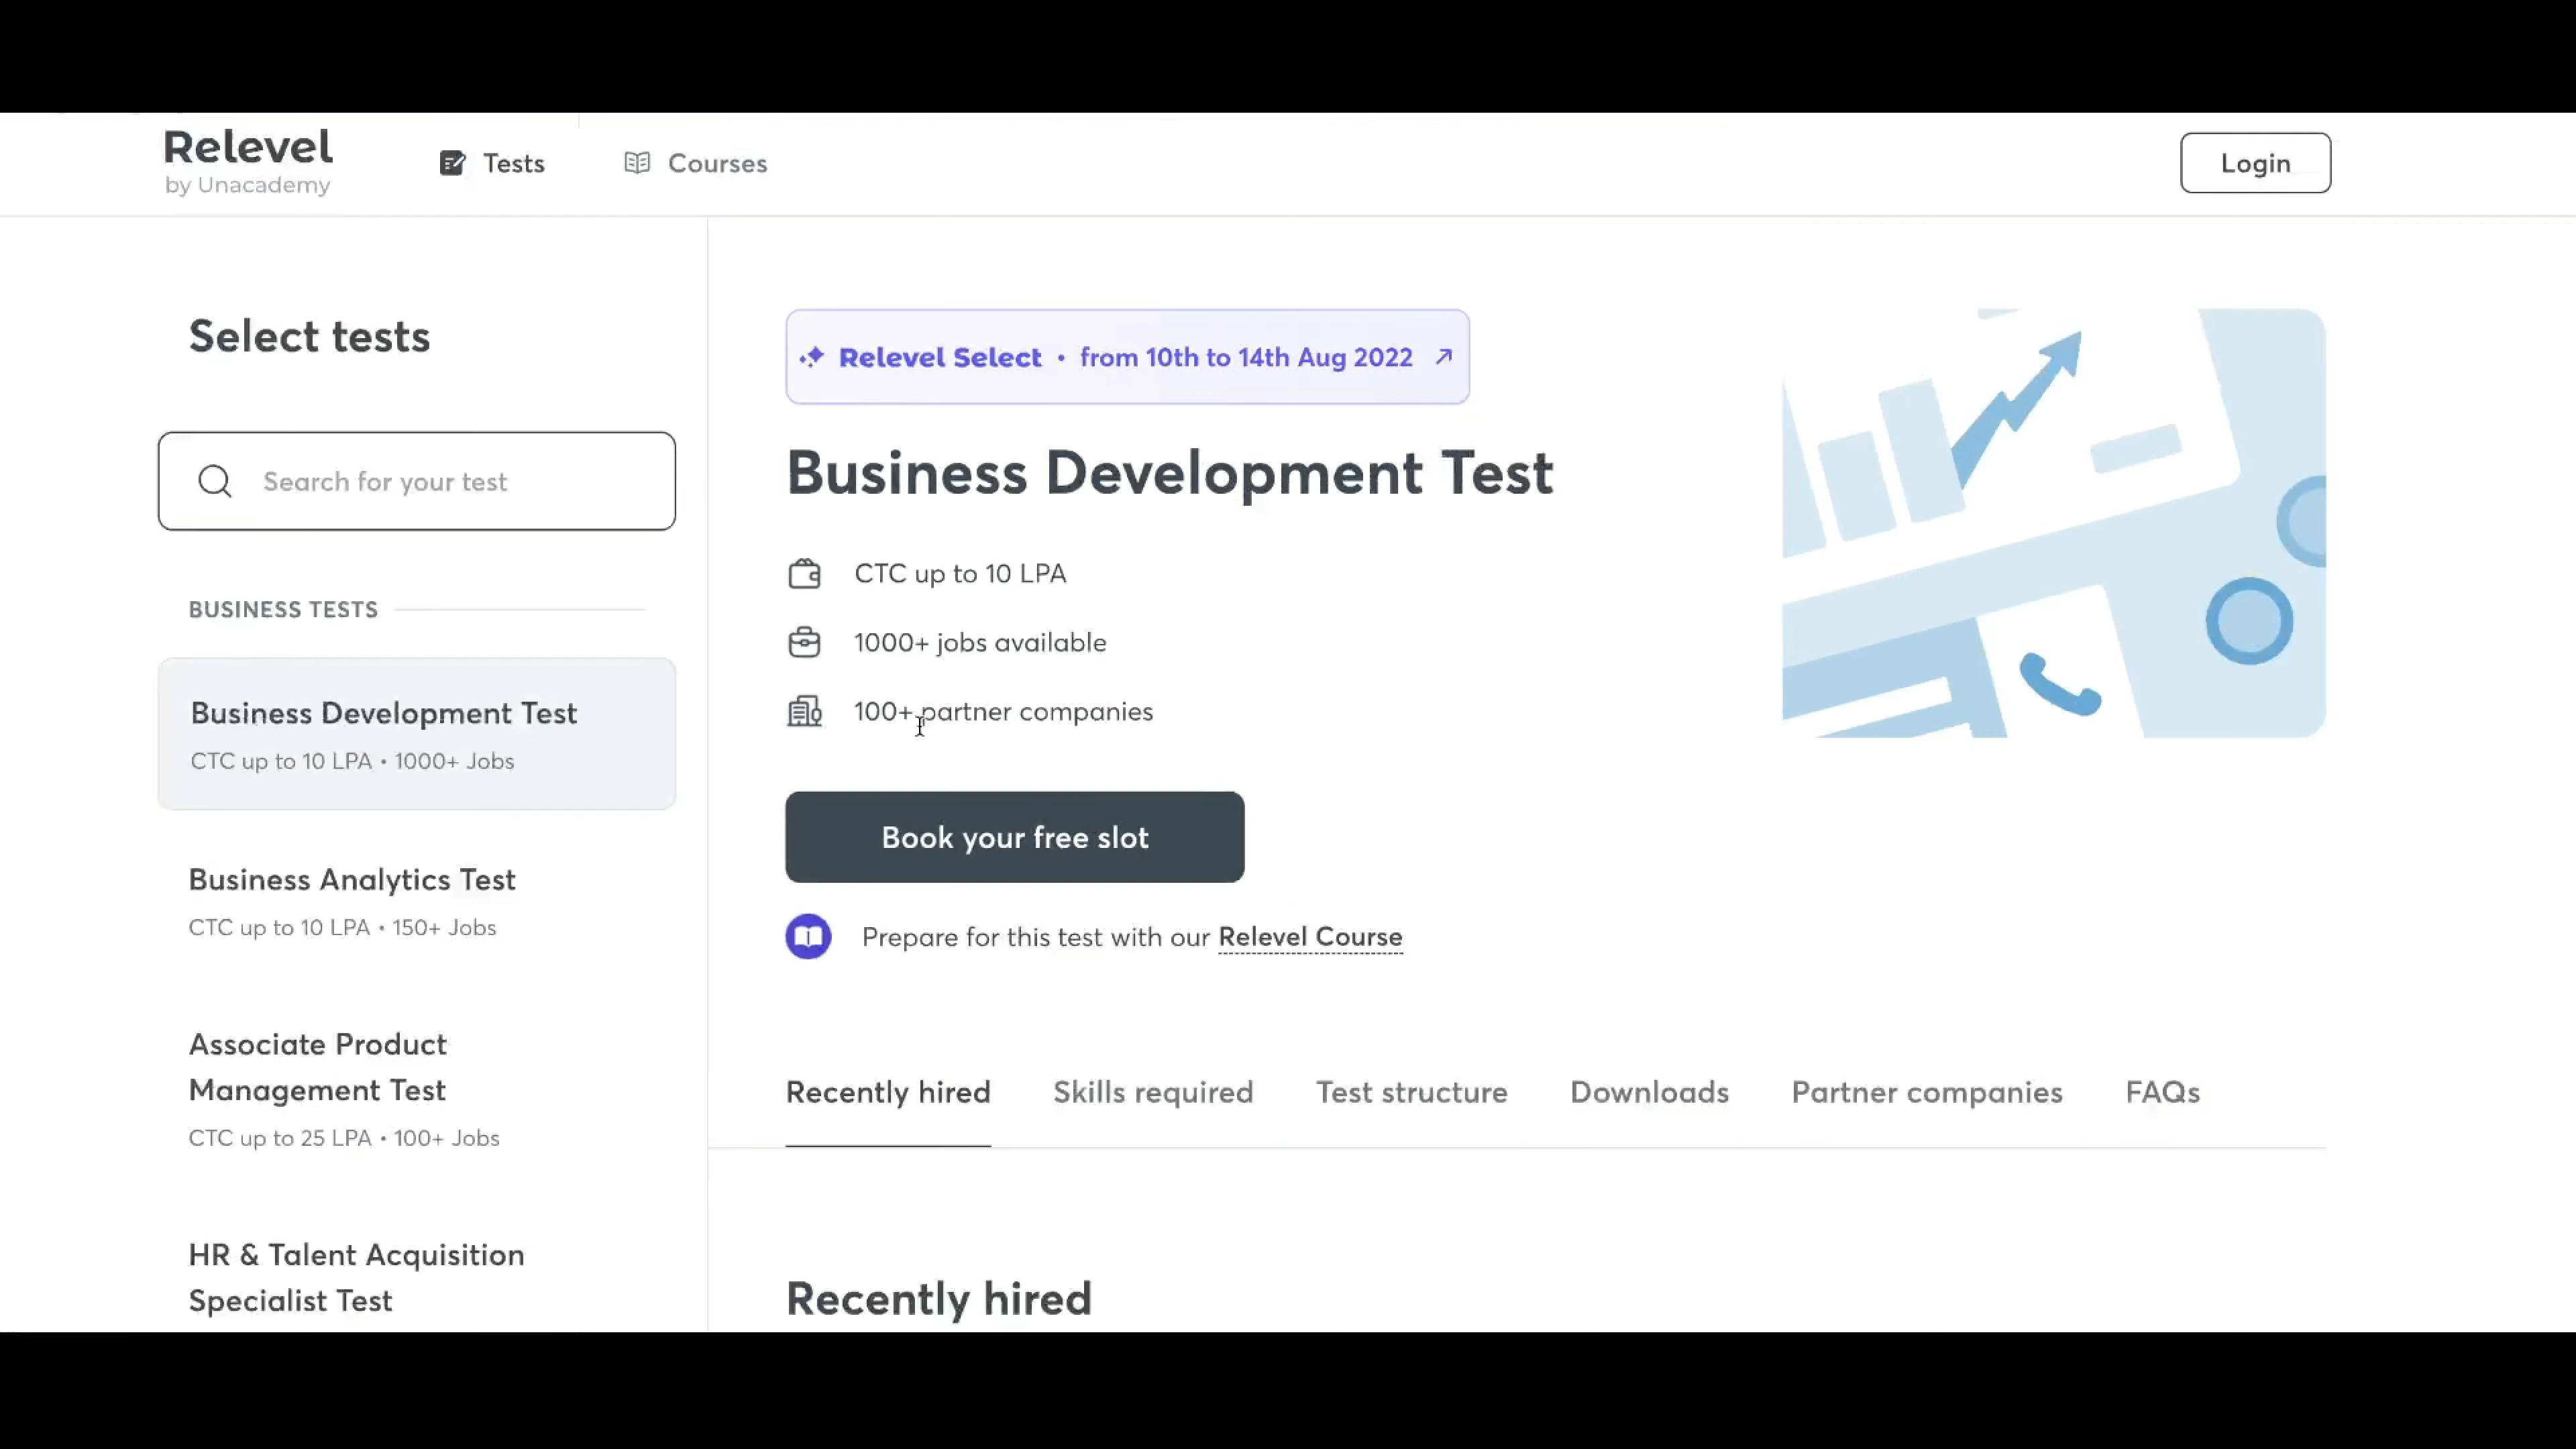 Relevel
by Unacademy
Tests
Courses
Login
Select tests
Search for your test
BUSINESS TESTS
Business Development Test
CTC up to 10 LPA • 1000+ Jobs
Business Analytics Test
CTC up to 10 LPA • 150+ Jobs
Associate Product
Management Test
CTC up to 25 LPA • 100+ Jobs
HR & Talent Acquisition
Specialist Test
Relevel Select • from 10th to 14th Aug 2022
Business Development Test
CTC up to 10 LPA
1000+ jobs available
100+ partner companies
Book your free slot
Prepare for this test with our Relevel Course
Recently hired
Skills required
Test structure
Downloads
Partner companies
FAQs
Recently hired